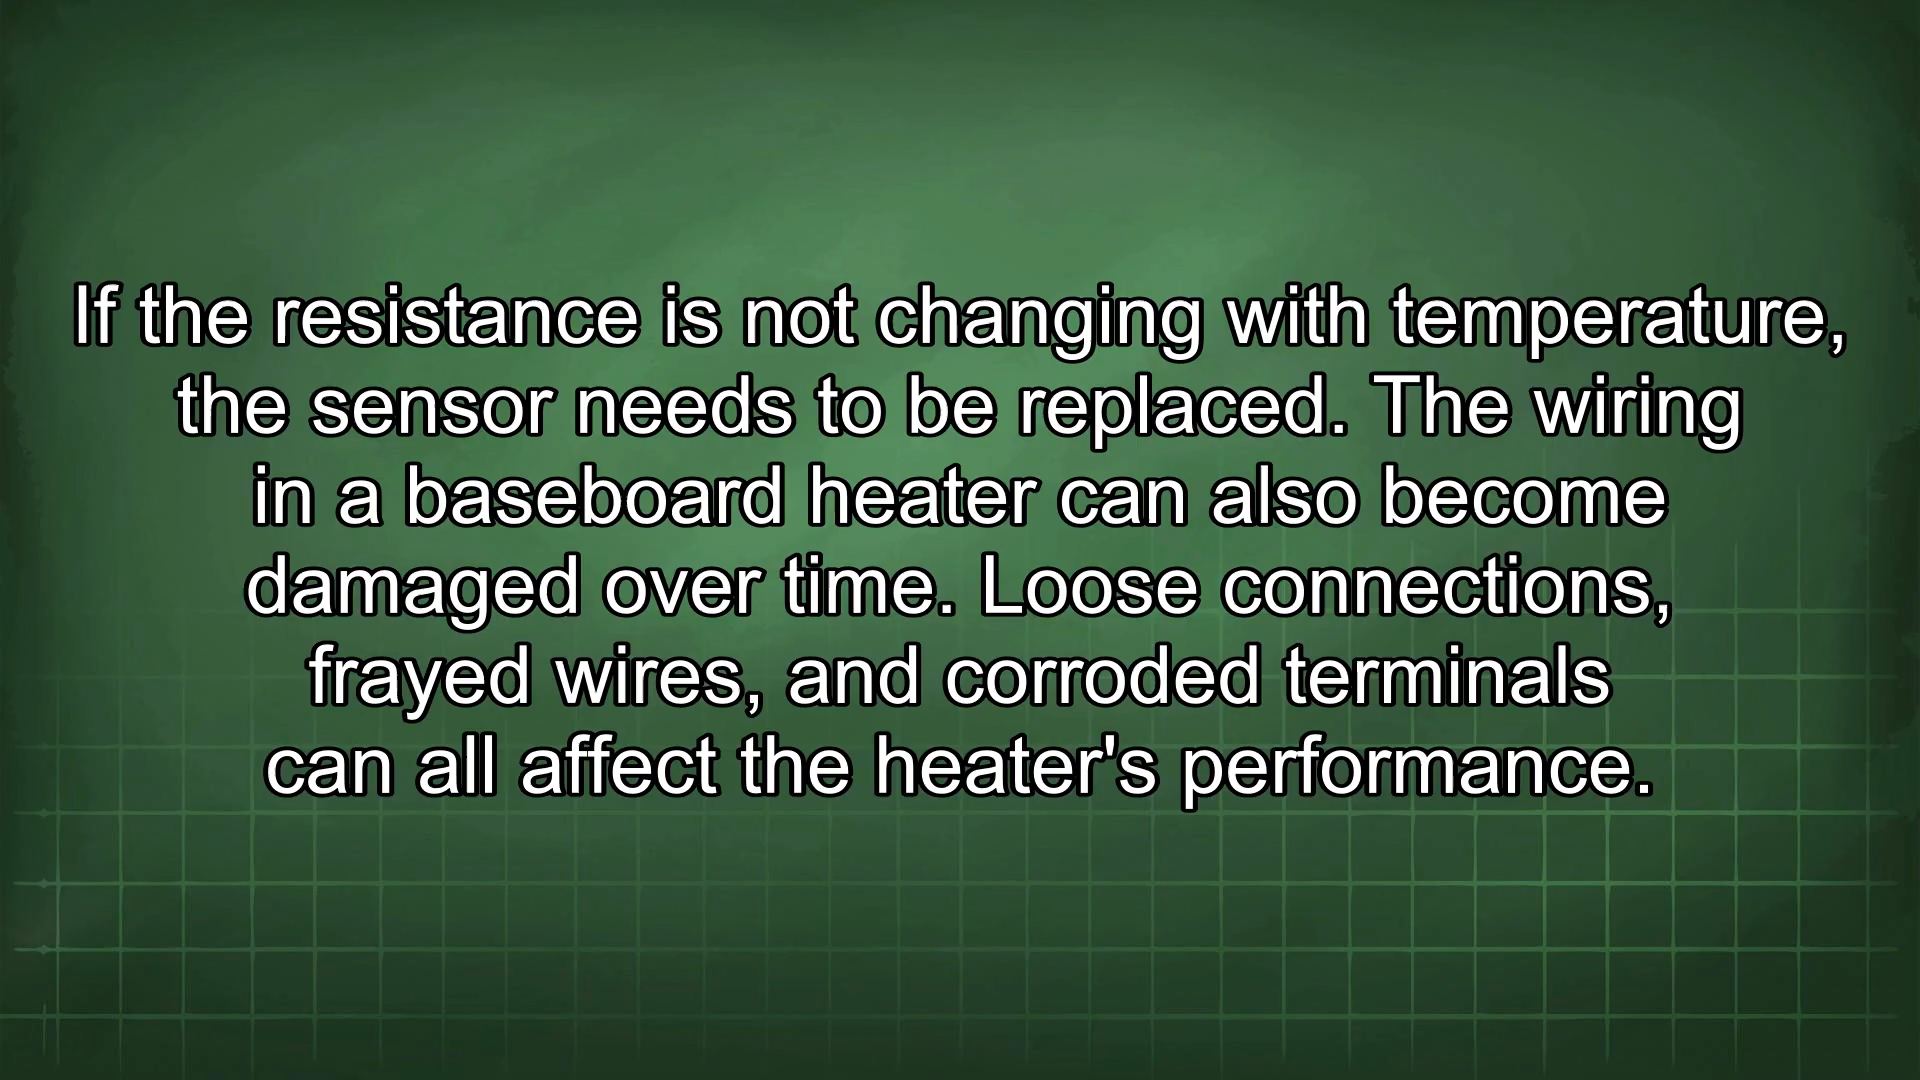 If the resistance is not changing with temperature,
the sensor needs to be replaced. The wiring
in a baseboard heater can also become
damaged over time. Loose connections,
frayed wires, and corroded terminals
can all affect the heater's performance.